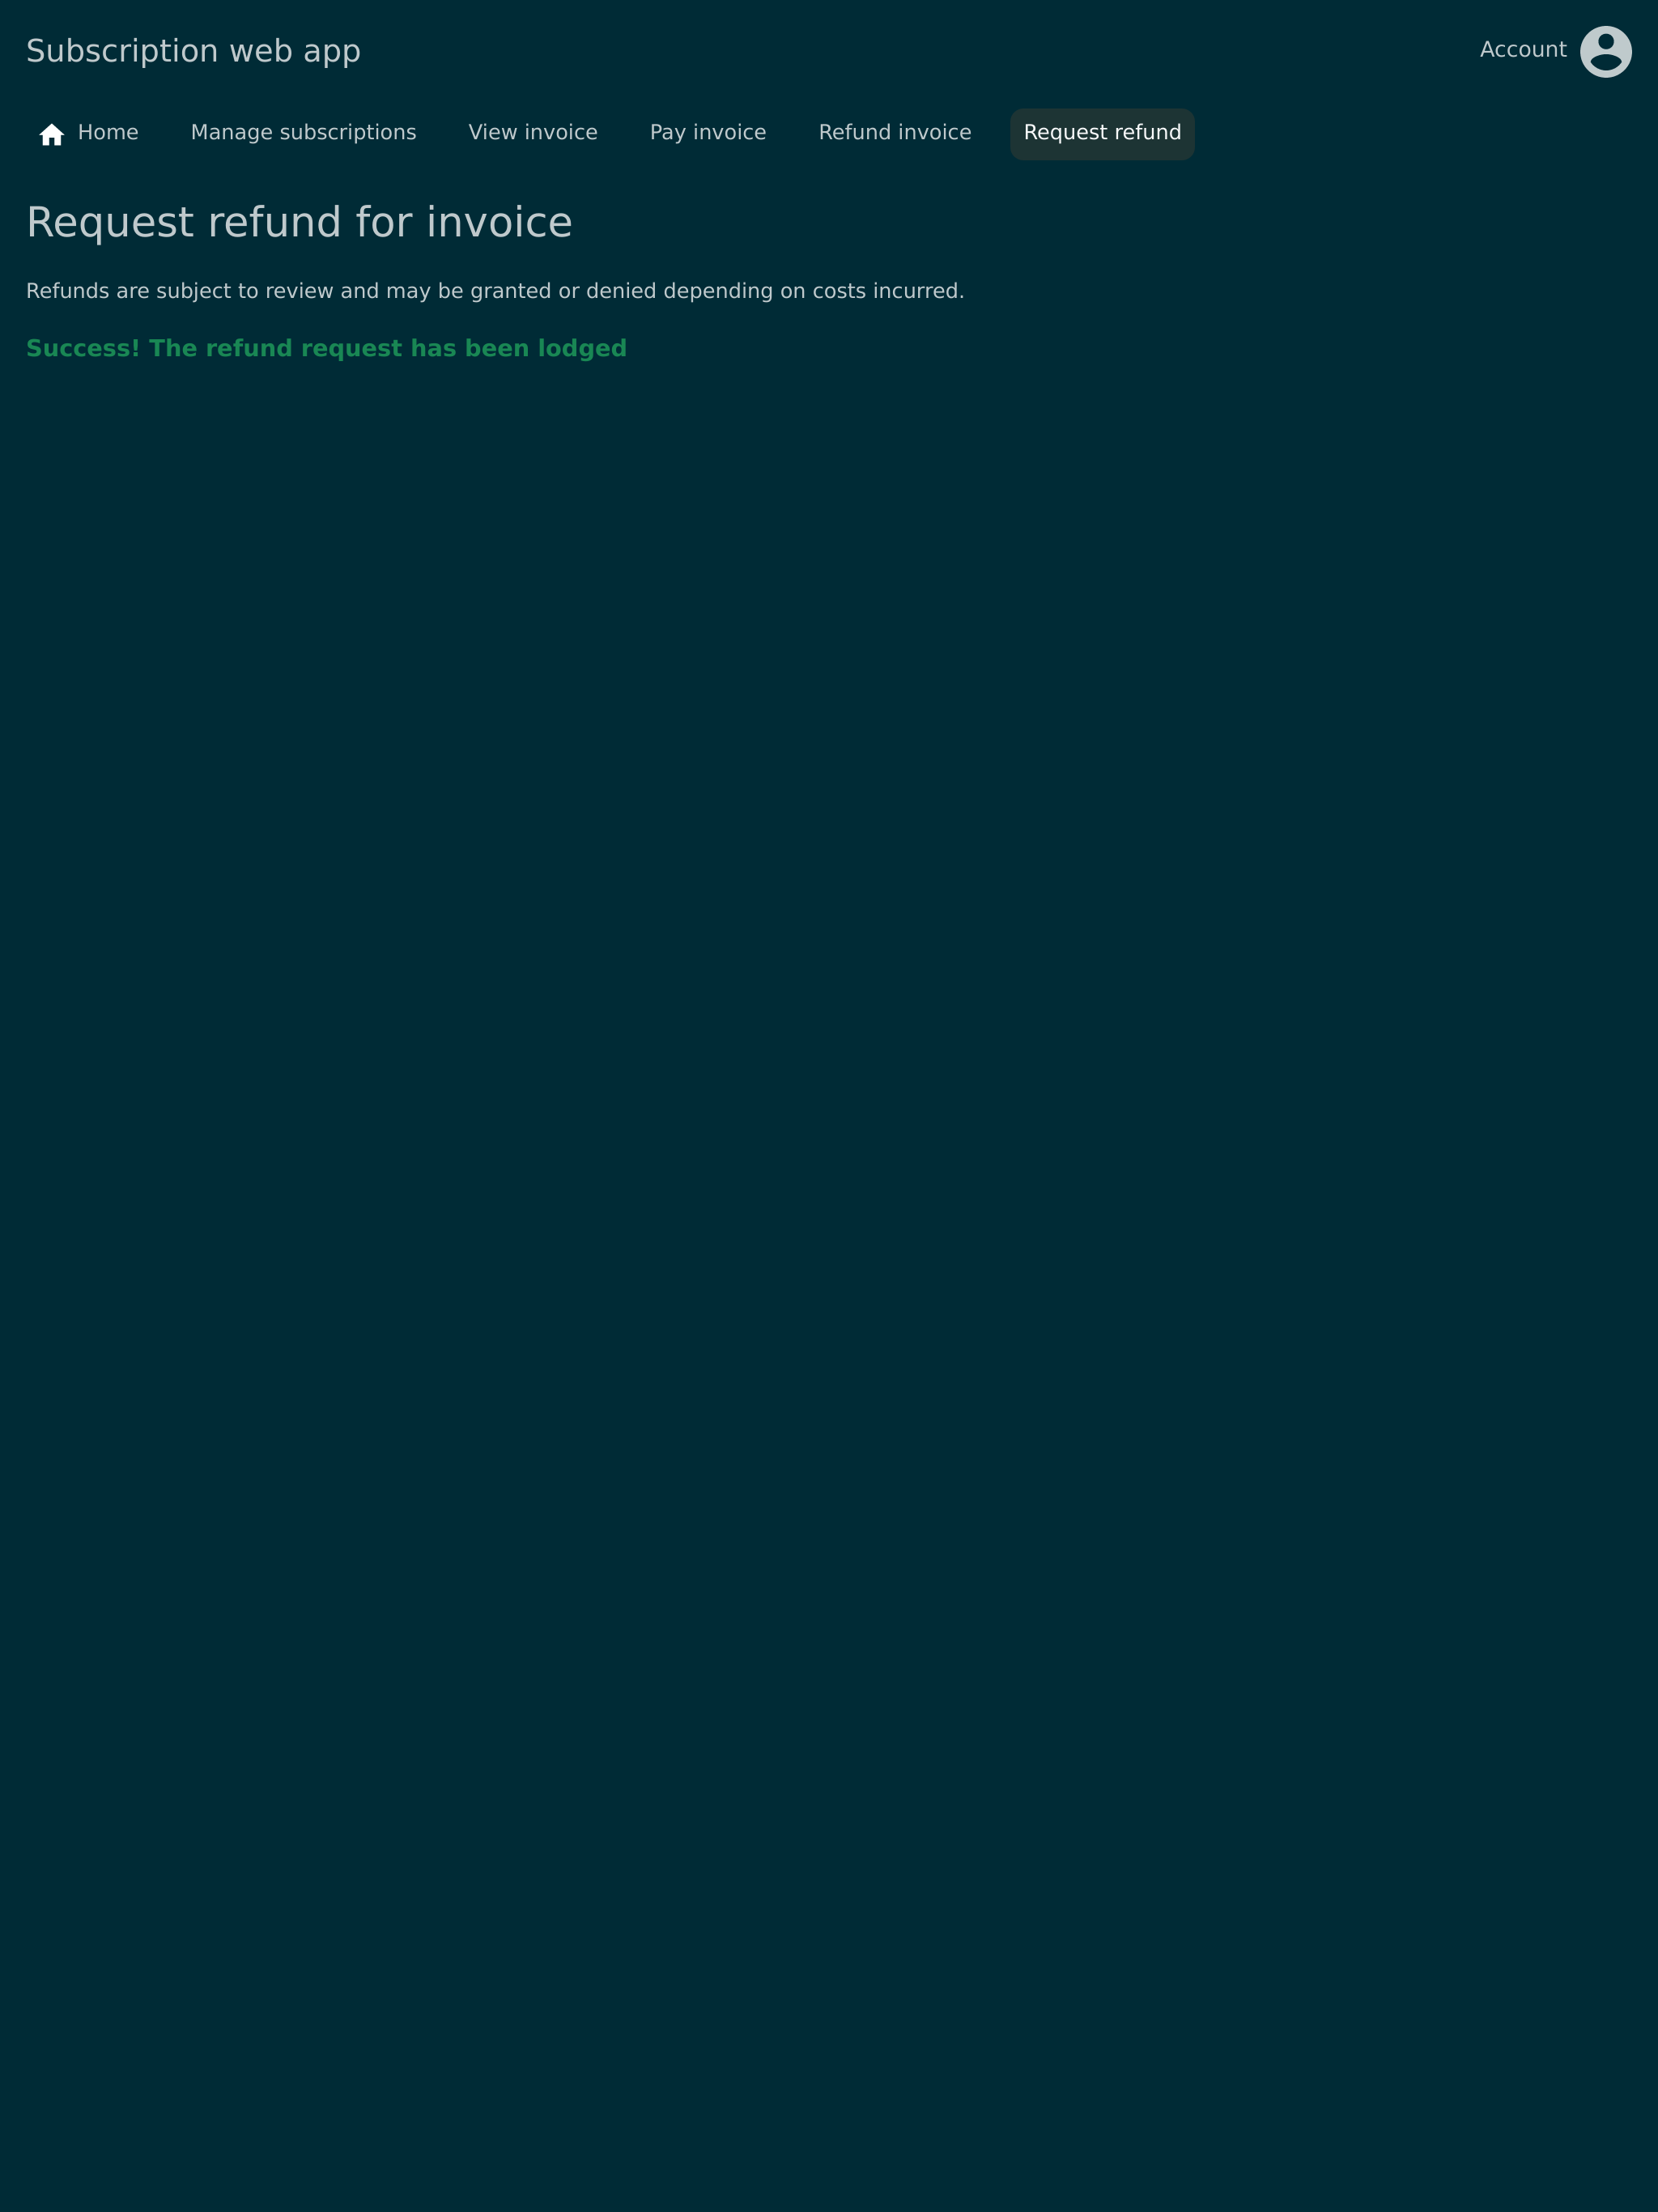 Subscription web app
Account
Home
Manage subscriptions
View invoice
Pay invoice
Refund invoice
Request refund
Request refund for invoice
Refunds are subject to review and may be granted or denied depending on costs incurred.
Success! The refund request has been lodged